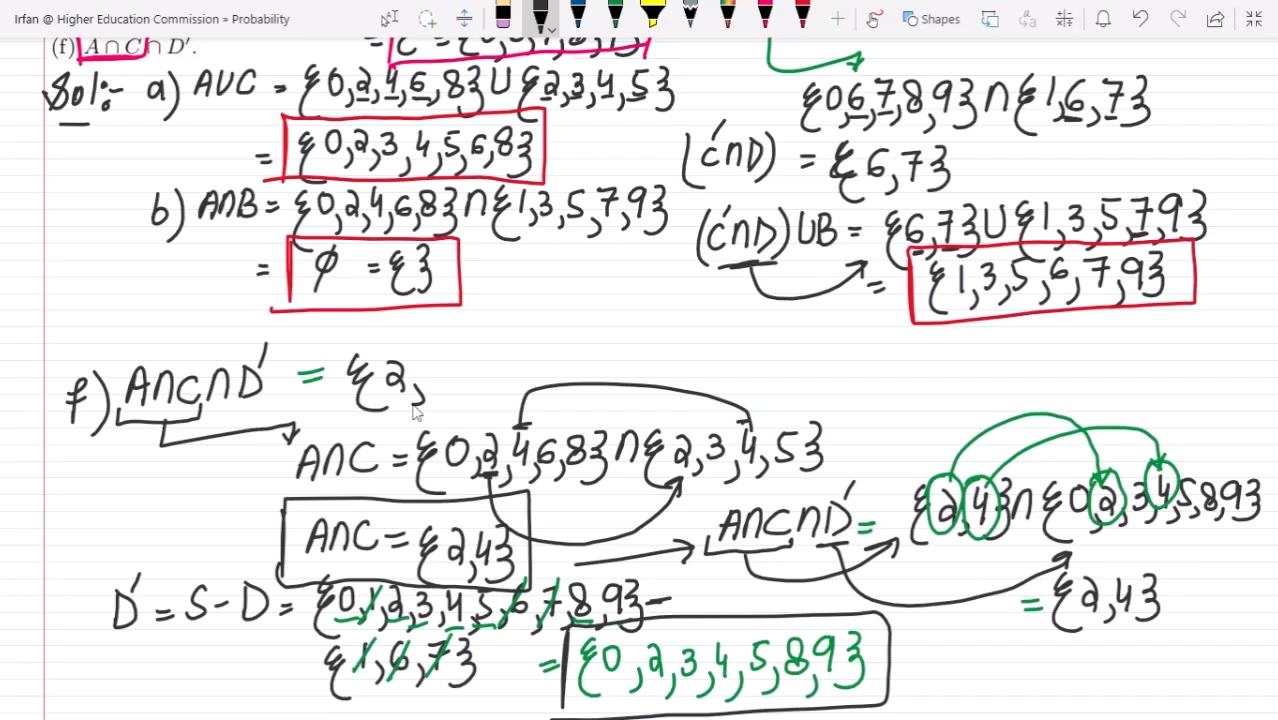 Irfan @ Higher Education Commission » Probability
Shapes
(f) A ∩ C ∩ D′.
Sol:- a) A∪C = {0,2,4,6,8} ∪ {2,3,4,5}
= {0,2,3,4,5,6,8}
b) A∩B = {0,2,4,6,8} ∩ {1,3,5,7,9}
= φ = {}
{0,6,7,8,9} ∩ {1,6,7}
(C′∩D) = {6,7}
(C′∩D) ∪ B = {6,7} ∪ {1,3,5,7,9}
= {1,3,5,6,7,9}
f) A∩C∩D′ = {2,
A∩C = {0,2,4,6,8} ∩ {2,3,4,5}
A∩C = {2,4}
A∩C∩D′ = {2,4} ∩ {0,2,3,4,5,8,9}
= {2,4}
D′ = S-D = {0,1,2,3,4,5,6,7,8,9} -
{1,6,7} = {0,2,3,4,5,8,9}